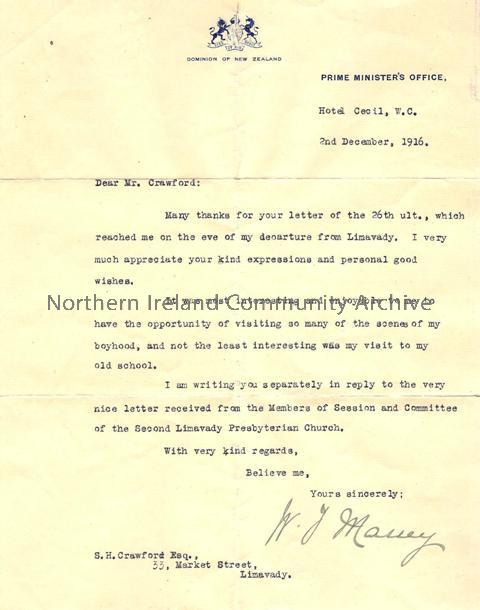 DOMINION OF NEW ZEALAND
PRIME MINISTER'S OFFICE,
Hotel Cecil, W.C.
2nd December, 1916.
Dear Mr. Crawford:
Many thanks for your letter of the 26th ult., which
reached me on the eve of my departure from Limavady. I very
much appreciate your kind expressions and personal good
wishes.
It was most interesting and enjoyable to my to
Northern Ireland Community Archive
have the opportunity of visiting so many of the scenes of my
boyhood, and not the least interesting was my visit to my
old school.
I am writing you separately in reply to the very
nice letter received from the Members of Session and Committee
of the Second Limavady Presbyterian Church.
With very kind regards,
Believe me,
Yours sincerely;
W. F Massey
S.H.Crawford Esq.,
33, Market Street,
Limavady.